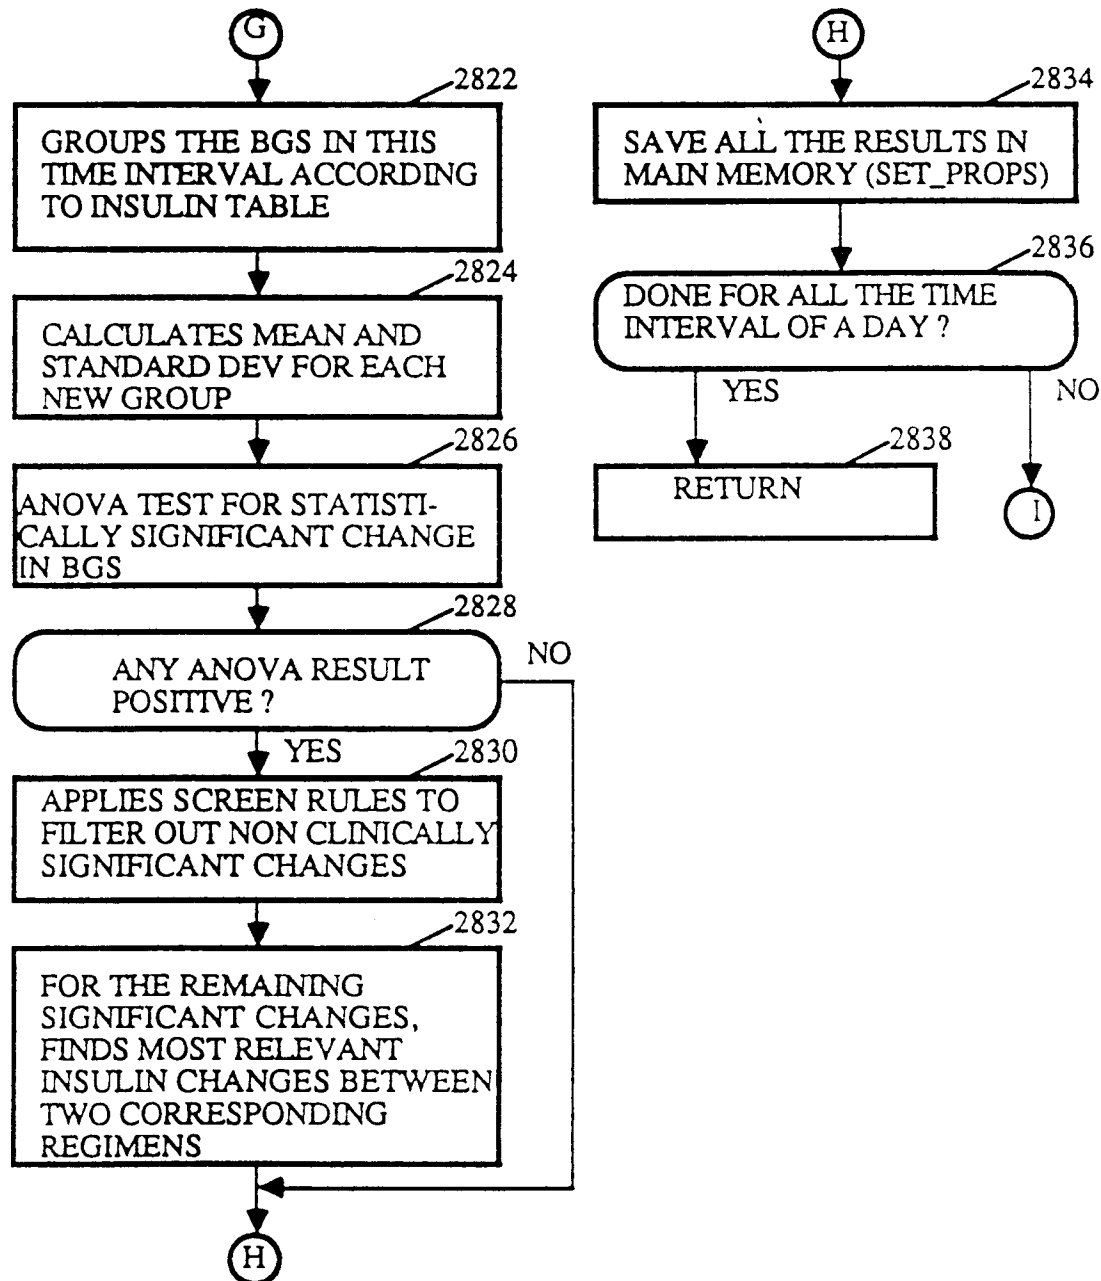 G
2822
GROUPS THE BGS IN THIS
TIME INTERVAL ACCORDING
TO INSULIN TABLE
2824
CALCULATES MEAN AND
STANDARD DEV FOR EACH
NEW GROUP
2826
ANOVA TEST FOR STATISTI-
CALLY SIGNIFICANT CHANGE
IN BGS
2828
ANY ANOVA RESULT
POSITIVE ?
NO
YES
2830
APPLIES SCREEN RULES TO
FILTER OUT NON CLINICALLY
SIGNIFICANT CHANGES
2832
FOR THE REMAINING
SIGNIFICANT CHANGES,
FINDS MOST RELEVANT
INSULIN CHANGES BETWEEN
TWO CORRESPONDING
REGIMENS
H
H
2834
SAVE ALL THE RESULTS IN
MAIN MEMORY (SET_PROPS)
2836
DONE FOR ALL THE TIME
INTERVAL OF A DAY ?
YES
NO
2838
RETURN
I